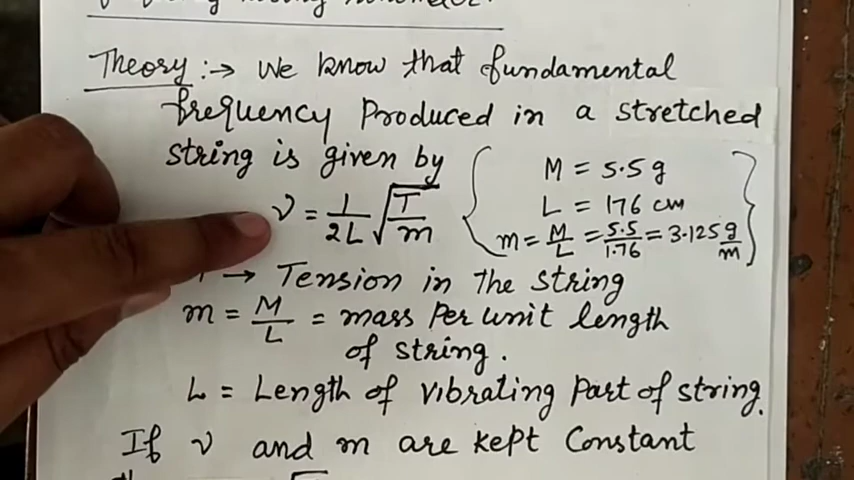 Theory :→ We know that fundamental
frequency Produced in a stretched
string is given by
ν = 1/2L √T/m
M = 5.5 g
L = 176 cm
m = M/L = 5.5/1.76 = 3.125 g/m
→ Tension in the string
m = M/L = mass Per unit length
of string.
L = Length of vibrating Part of string.
If ν and m are kept Constant